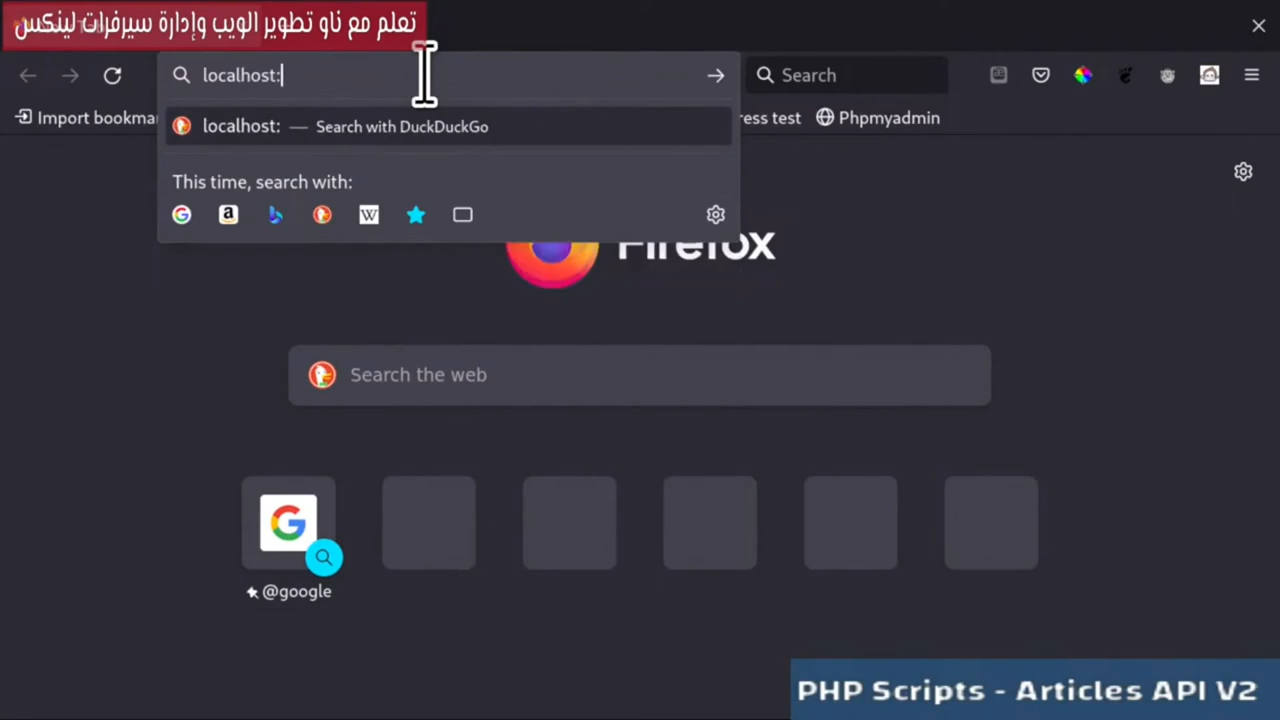 تعلم مع ناو تطوير الويب وإدارة سيرفرات لينكس
localhost:
Search
Import bookmar
ress test
Phpmyadmin
localhost: — Search with DuckDuckGo
This time, search with:
Firefox
Search the web
@google
PHP Scripts - Articles API V2